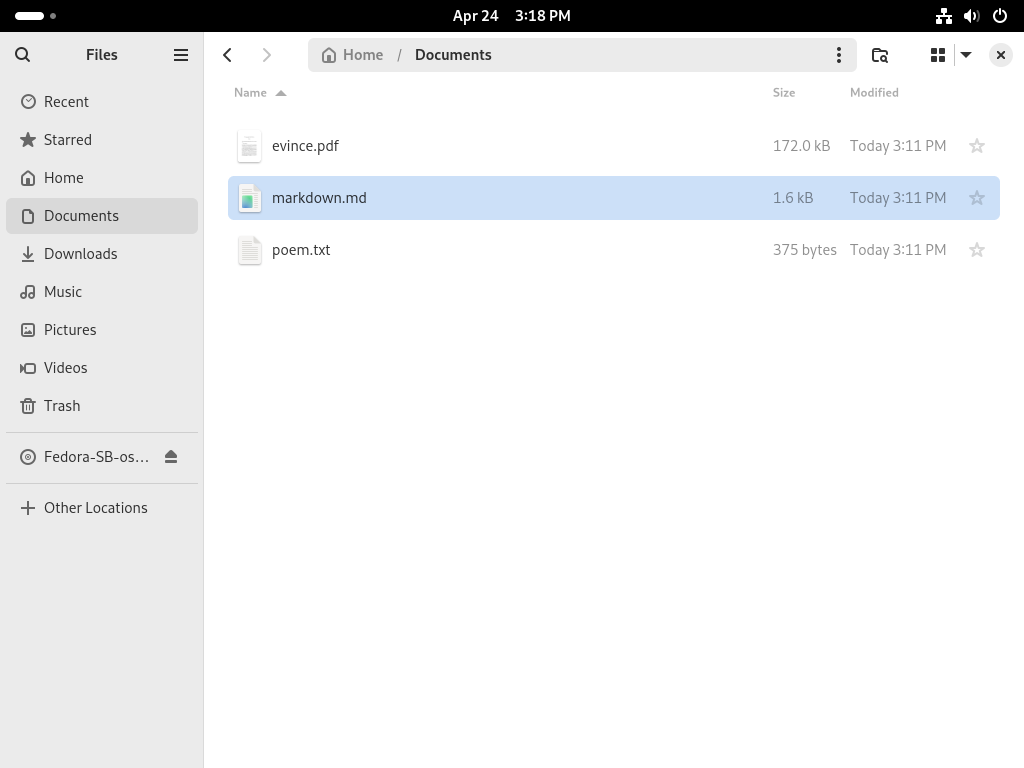 Apr 24 3:18 PM
Files
Home / Documents
Recent
Starred
Home
Documents
Downloads
Music
Pictures
Videos
Trash
Fedora-SB-os…
Other Locations
Name Size Modified
evince.pdf 172.0 kB Today 3:11 PM
markdown.md 1.6 kB Today 3:11 PM
poem.txt 375 bytes Today 3:11 PM